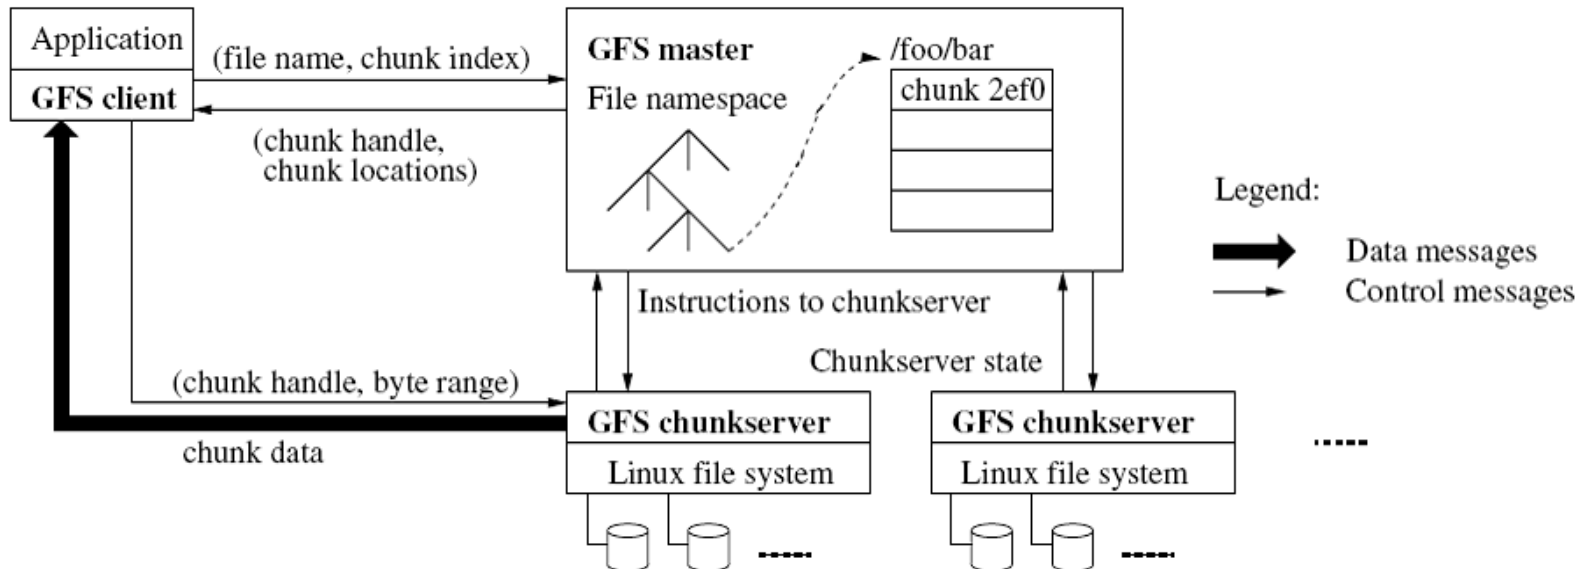 Application
GFS client
(file name, chunk index)
(chunk handle,
chunk locations)
GFS master
File namespace
/foo/bar
chunk 2ef0
Legend:
Data messages
Control messages
Instructions to chunkserver
Chunkserver state
(chunk handle, byte range)
chunk data
GFS chunkserver
Linux file system
GFS chunkserver
Linux file system